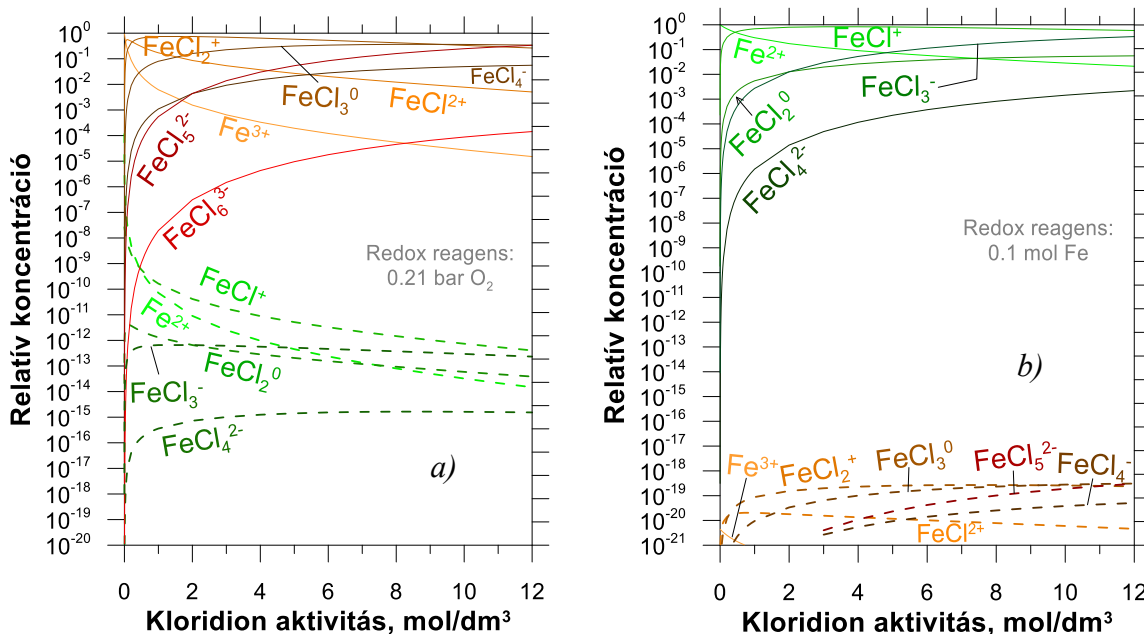 Relatív koncentráció
10⁰
10⁻¹
10⁻²
10⁻³
10⁻⁴
10⁻⁵
10⁻⁶
10⁻⁷
10⁻⁸
10⁻⁹
10⁻¹⁰
10⁻¹¹
10⁻¹²
10⁻¹³
10⁻¹⁴
10⁻¹⁵
10⁻¹⁶
10⁻¹⁷
10⁻¹⁸
10⁻¹⁹
10⁻²⁰
FeCl₂⁺
FeCl₃⁰
FeCl₄⁻
FeCl²⁺
Fe³⁺
FeCl₅²⁻
FeCl₆³⁻
Redox reagens:
0.21 bar O₂
FeCl⁺
Fe²⁺
FeCl₂⁰
FeCl₃⁻
FeCl₄²⁻
a)
0 2 4 6 8 10 12
Kloridion aktivitás, mol/dm³
Relatív koncentráció
10⁰
10⁻¹
10⁻²
10⁻³
10⁻⁴
10⁻⁵
10⁻⁶
10⁻⁷
10⁻⁸
10⁻⁹
10⁻¹⁰
10⁻¹¹
10⁻¹²
10⁻¹³
10⁻¹⁴
10⁻¹⁵
10⁻¹⁶
10⁻¹⁷
10⁻¹⁸
10⁻¹⁹
10⁻²⁰
10⁻²¹
Fe²⁺
FeCl⁺
FeCl₃⁻
FeCl₂⁰
FeCl₄²⁻
Redox reagens:
0.1 mol Fe
b)
Fe³⁺
FeCl₂⁺
FeCl₃⁰
FeCl₅²⁻
FeCl₄⁻
FeCl²⁺
0 2 4 6 8 10 12
Kloridion aktivitás, mol/dm³